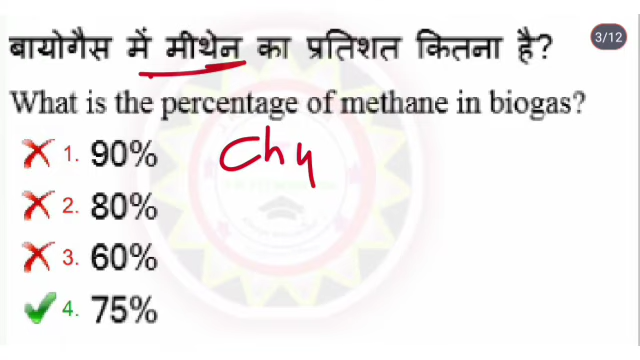 बायोगैस में मीथेन का प्रतिशत कितना है?
3/12
What is the percentage of methane in biogas?
1. 90%
Ch4
2. 80%
3. 60%
4. 75%